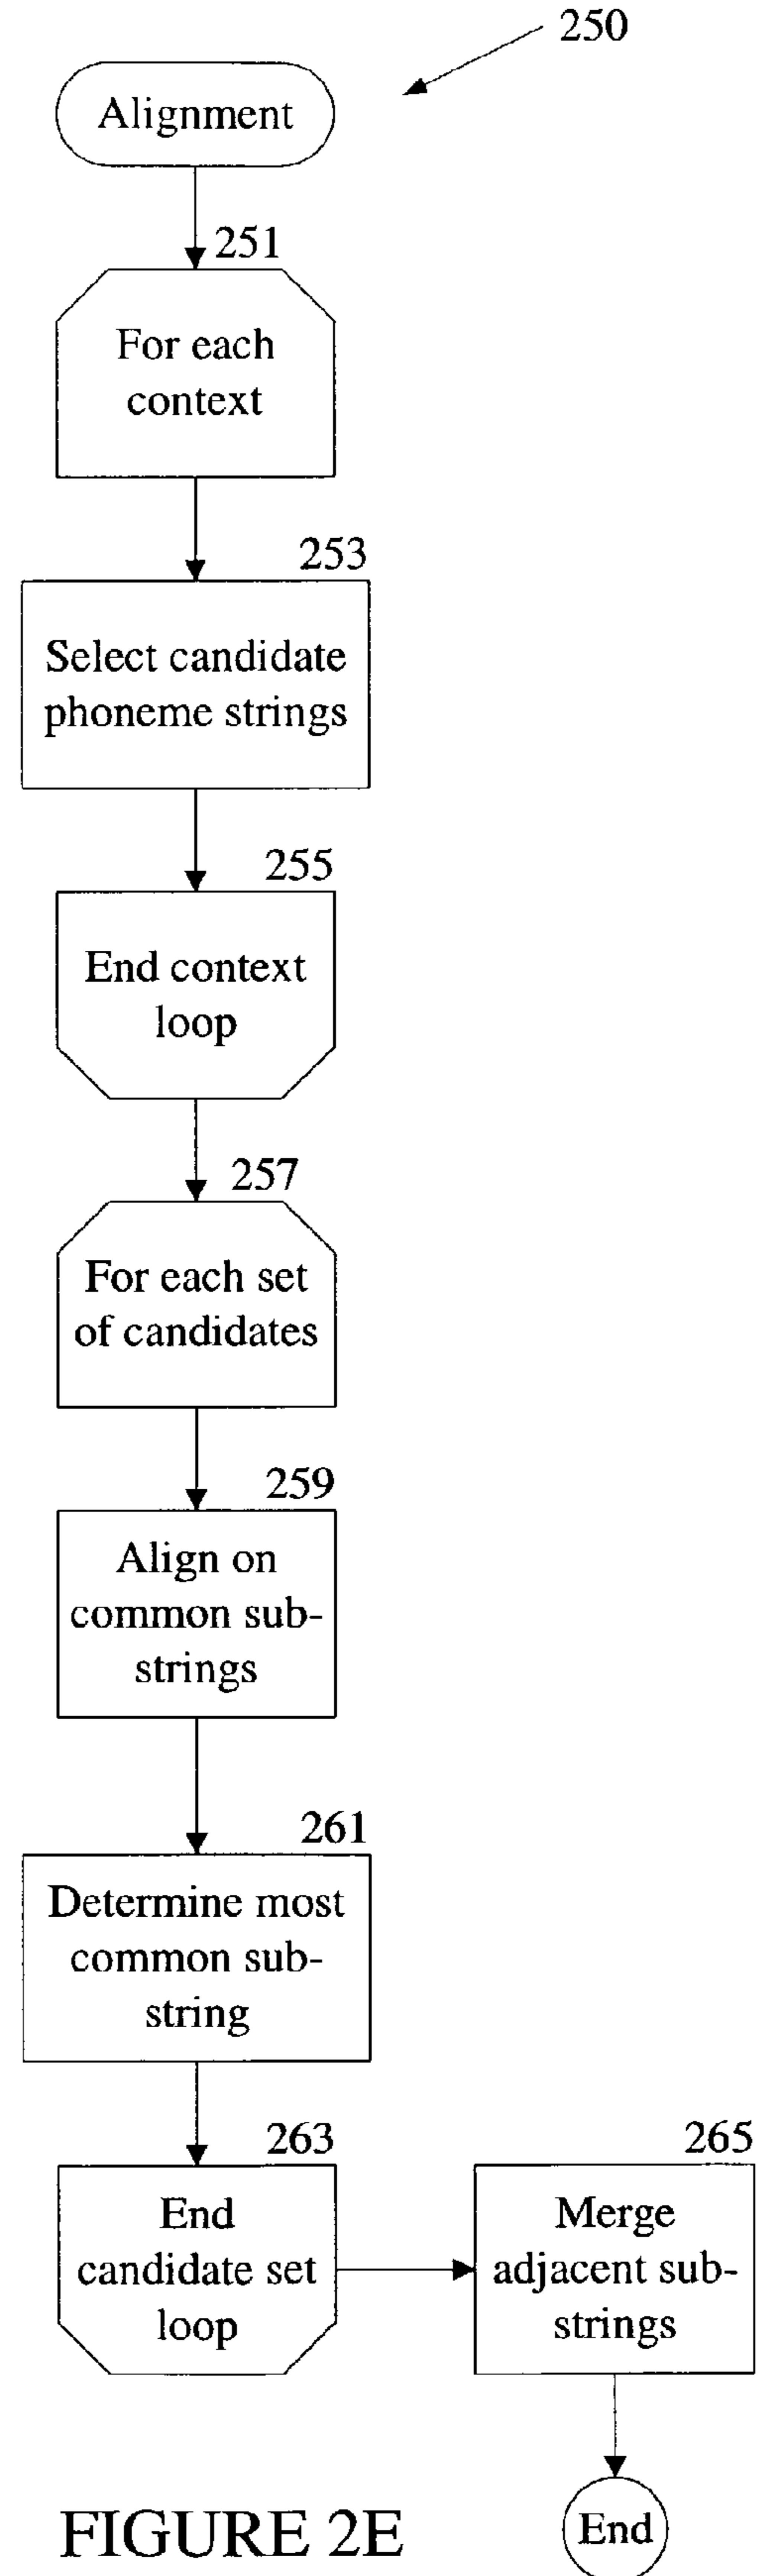 250
Alignment
251
For each
context
253
Select candidate
phoneme strings
255
End context
loop
257
For each set
of candidates
259
Align on
common sub-
strings
261
Determine most
common sub-
string
263
End
candidate set
loop
265
Merge
adjacent sub-
strings
End
FIGURE 2E